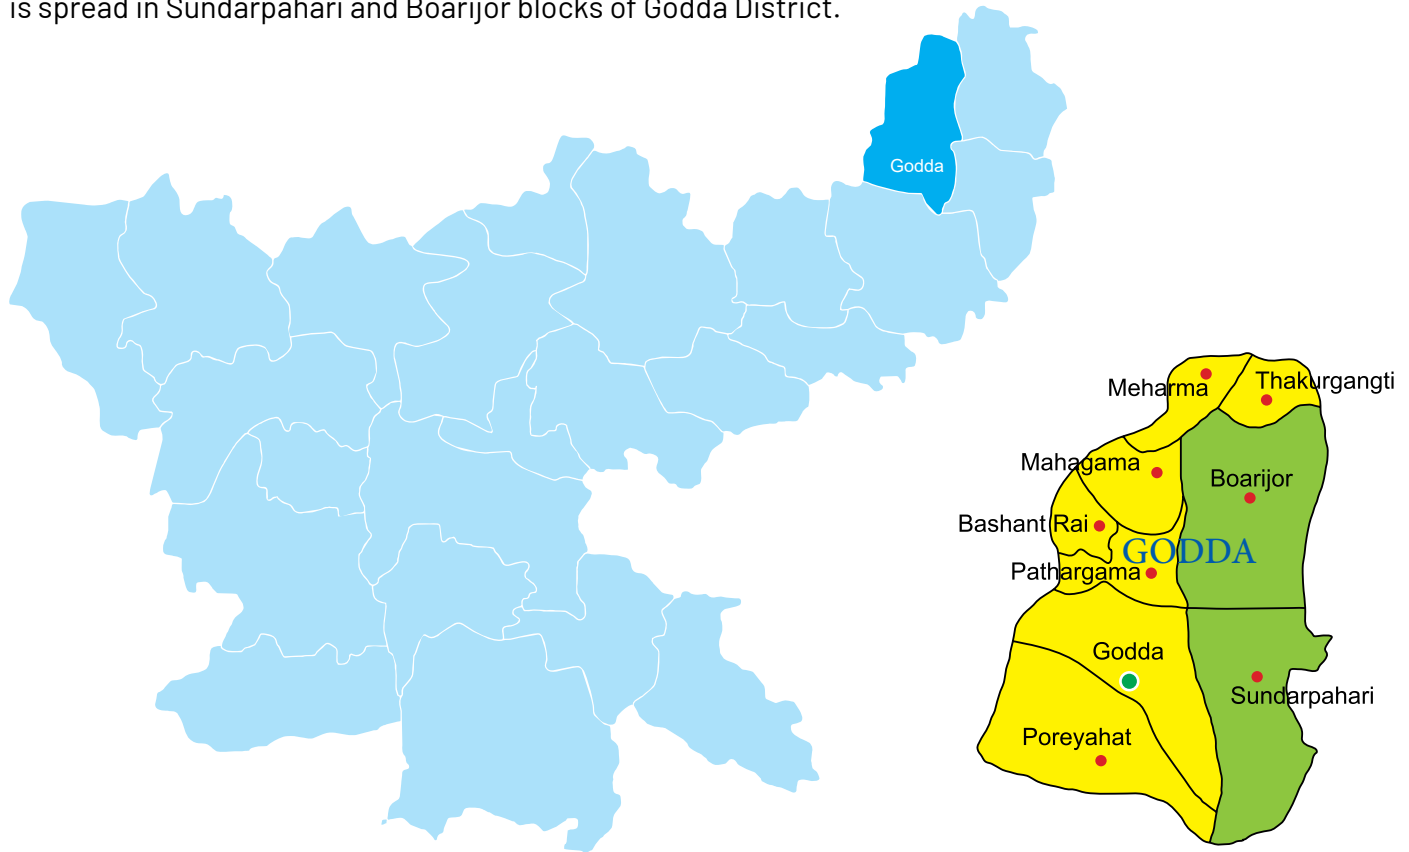 is spread in Sundarpahari and Boarijor blocks of Godda District.
Godda
Meharma
Thakurgangti
Mahagama
Boarijor
Bashant Rai
GODDA
Pathargama
Godda
Sundarpahari
Poreyahat